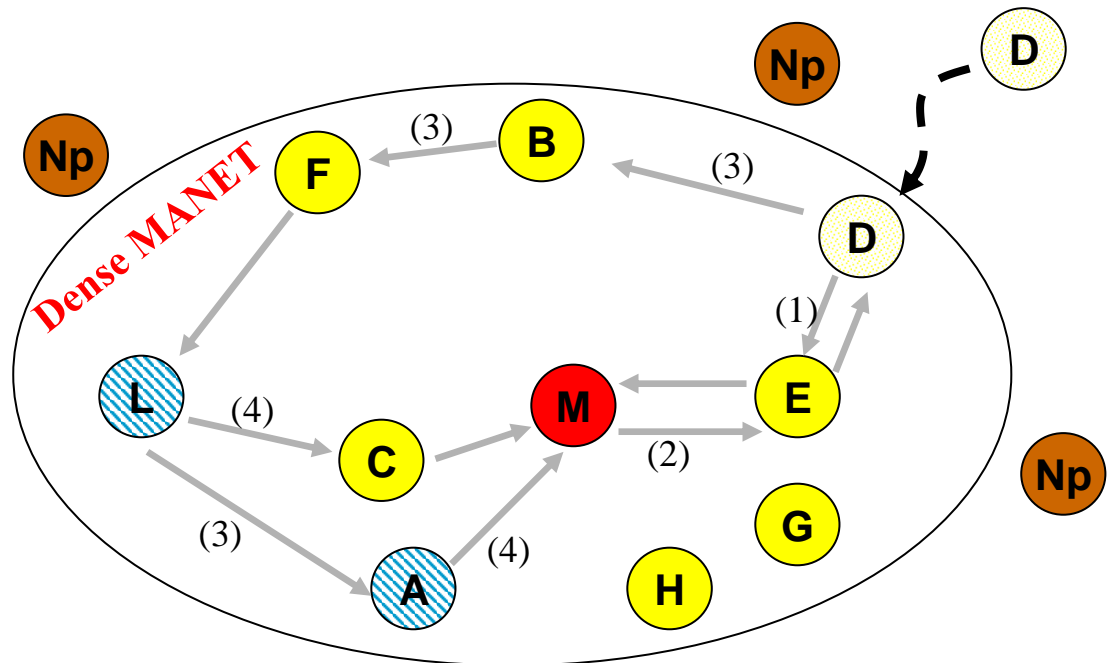 D
Np
Np
(3)
B
F
(3)
Dense MANET
D
(1)
L
M
E
(4)
(2)
C
Np
(3)
G
(4)
A
H